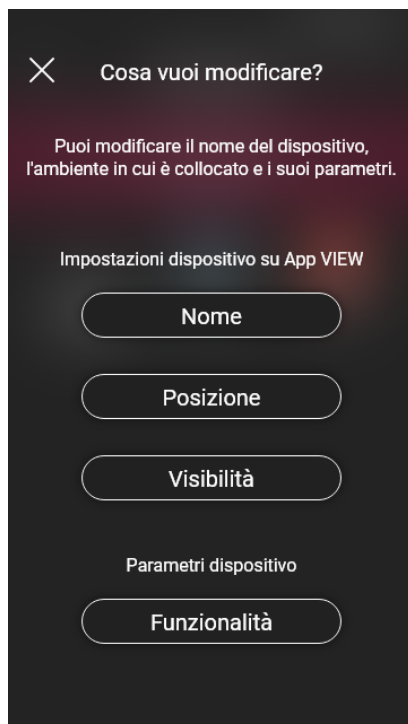 Cosa vuoi modificare?
Puoi modificare il nome del dispositivo,
l'ambiente in cui è collocato e i suoi parametri.
Impostazioni dispositivo su App VIEW
Nome
Posizione
Visibilità
Parametri dispositivo
Funzionalità